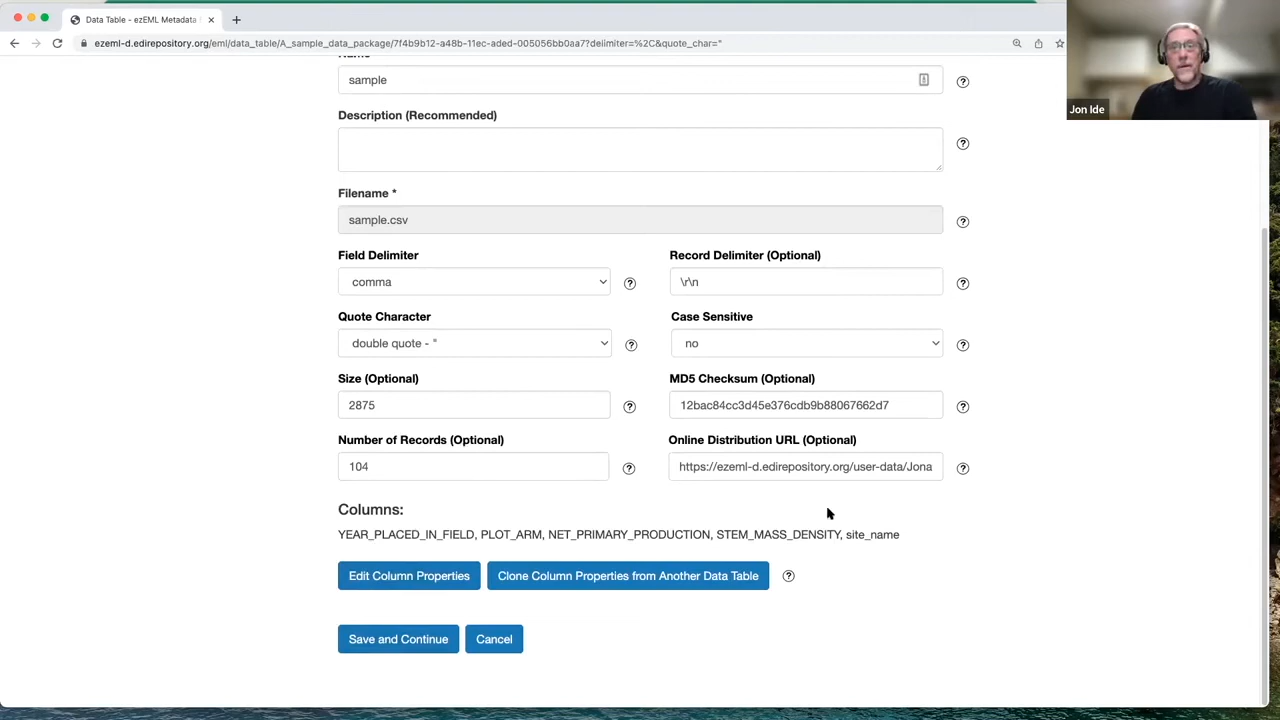 Data Table - ezEML Metadata
ezeml-d.edirepository.org/eml/data_table/A_sample_data_package/7f4b9b12-a48b-11ec-aded-005056bb0aa7?delimiter=%2C&quote_char="
Jon Ide
sample
Description (Recommended)
Filename *
sample.csv
Field Delimiter
Record Delimiter (Optional)
comma
\r\n
Quote Character
Case Sensitive
double quote - "
no
Size (Optional)
MD5 Checksum (Optional)
2875
12bac84cc3d45e376cdb9b88067662d7
Number of Records (Optional)
Online Distribution URL (Optional)
104
https://ezeml-d.edirepository.org/user-data/Jona
Columns:
YEAR_PLACED_IN_FIELD, PLOT_ARM, NET_PRIMARY_PRODUCTION, STEM_MASS_DENSITY, site_name
Edit Column Properties
Clone Column Properties from Another Data Table
Save and Continue
Cancel